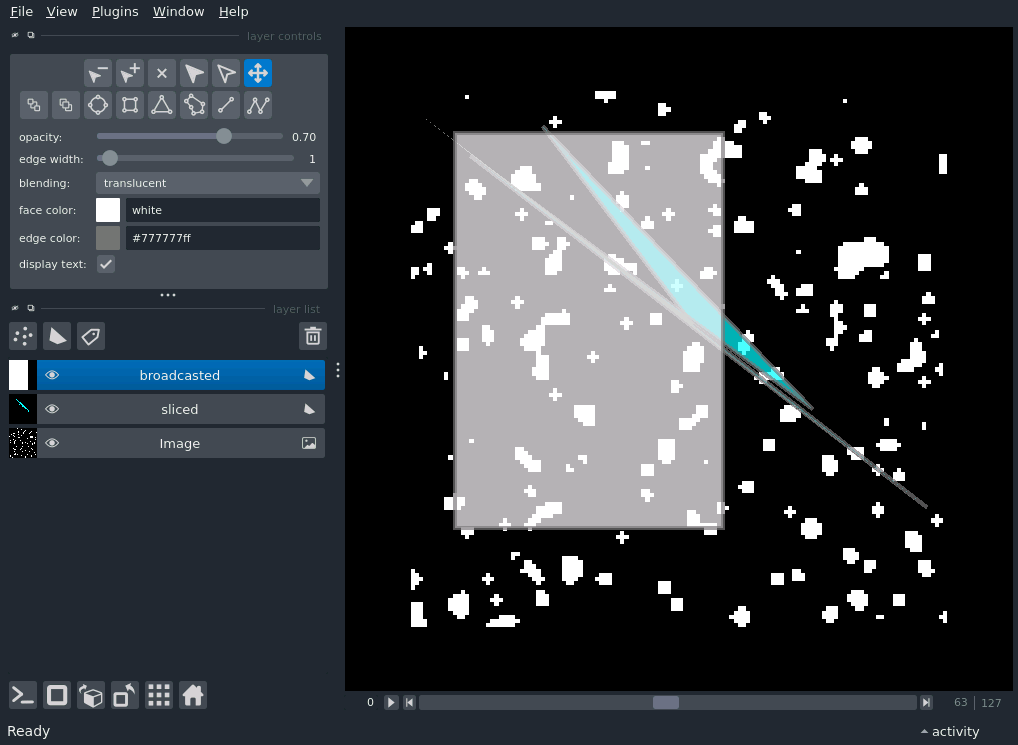 File View Plugins Window Help
layer controls
opacity: 0.70
edge width: 1
blending: translucent
face color: white
edge color: #777777ff
display text:
layer list
broadcasted
sliced
Image
0 63 127
Ready activity